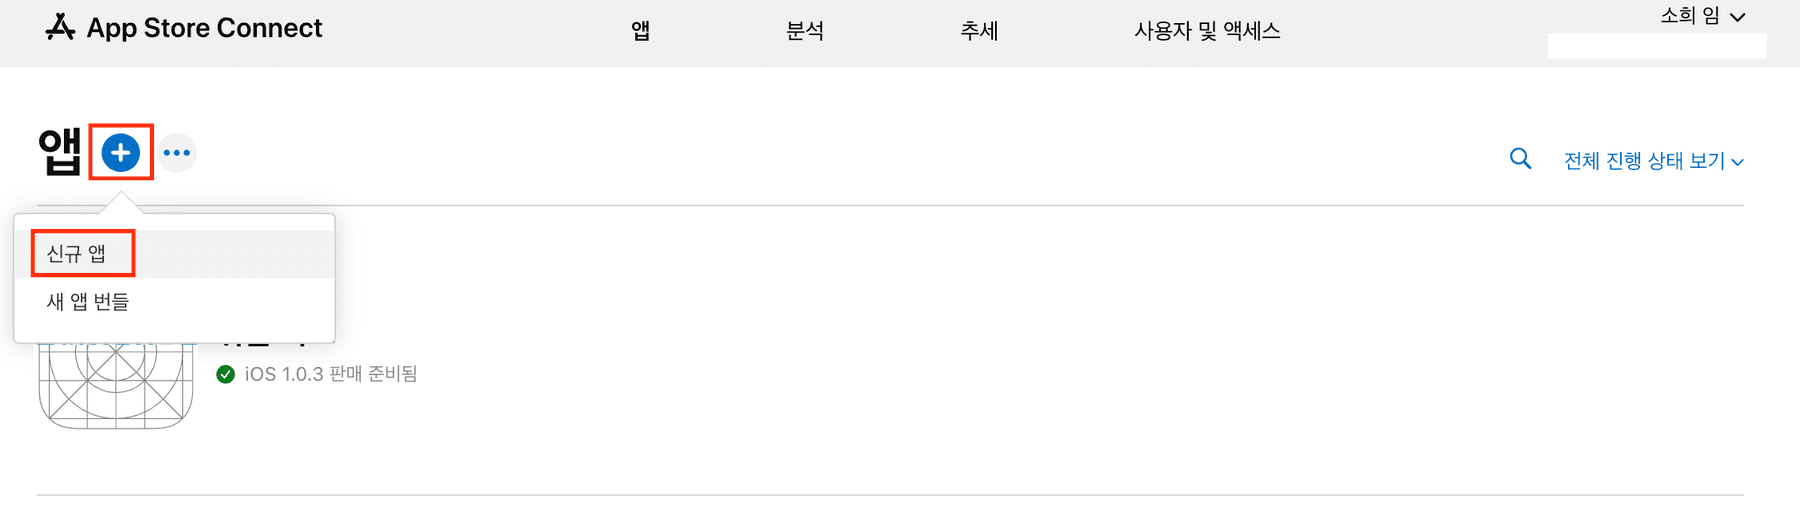 App Store Connect
앱
분석
추세
사용자 및 액세스
소희 임
앱
전체 진행 상태 보기
신규 앱
새 앱 번들
iOS 1.0.3 판매 준비됨